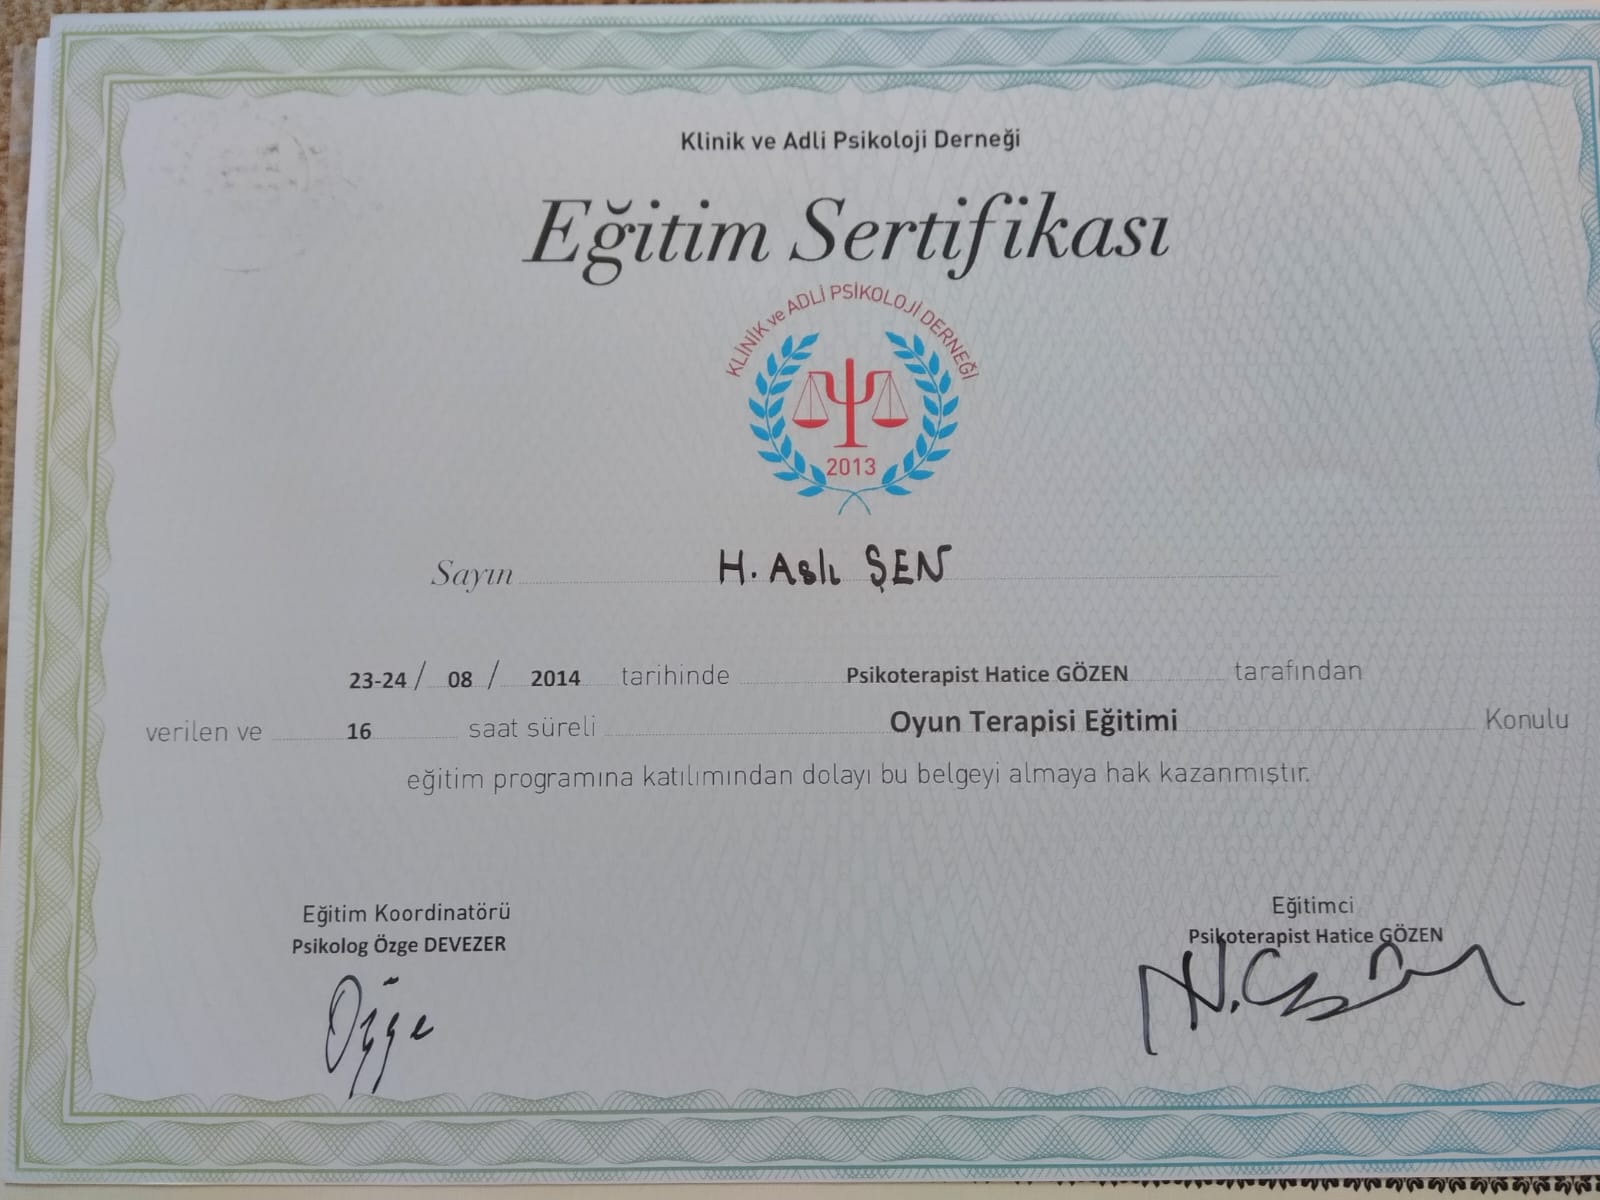 Klinik ve Adli Psikoloji Derneği
Eğitim Sertifikası
KLİNİK ve ADLİ PSİKOLOJİ DERNEĞİ
2013
Sayın H. Aslı ŞEN
23-24 / 08 / 2014 tarihinde Psikoterapist Hatice GÖZEN tarafından
verilen ve 16 saat süreli Oyun Terapisi Eğitimi Konulu
eğitim programına katılımından dolayı bu belgeyi almaya hak kazanmıştır.
Eğitim Koordinatörü
Psikolog Özge DEVEZER
Özge
Eğitimci
Psikoterapist Hatice GÖZEN